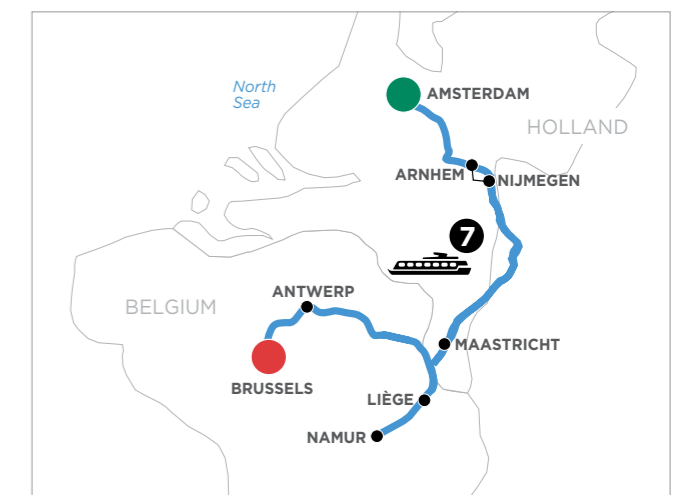 North
Sea
AMSTERDAM
HOLLAND
ARNHEM
NIJMEGEN
7
ANTWERP
BELGIUM
MAASTRICHT
BRUSSELS
LIÈGE
NAMUR